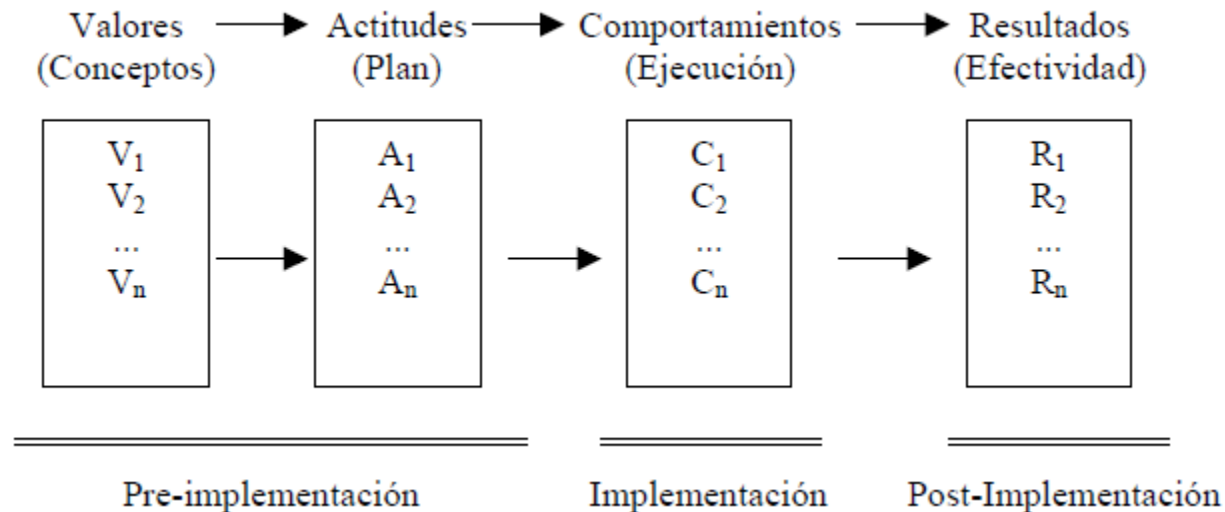 Valores Actitudes Comportamientos Resultados
(Conceptos) (Plan) (Ejecución) (Efectividad)
V1 A1 C1 R1
V2 A2 C2 R2
... ... ... ...
Vn An Cn Rn
Pre-implementación Implementación Post-Implementación